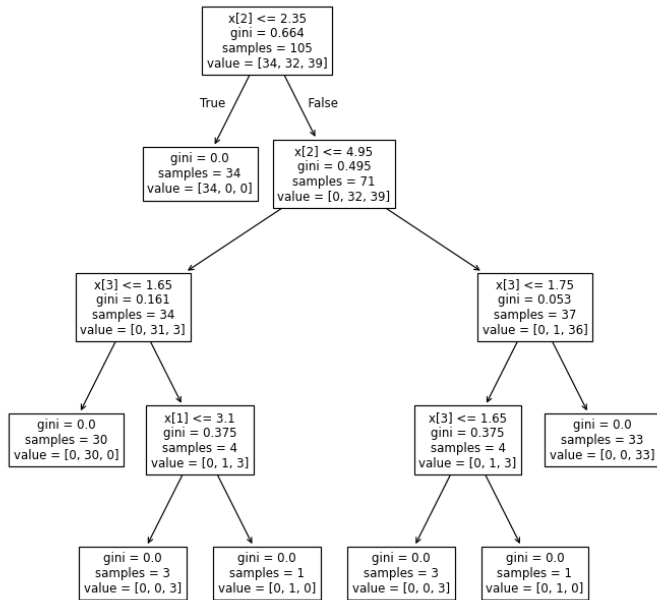 x[2] <= 2.35
gini = 0.664
samples = 105
value = [34, 32, 39]
True
False
gini = 0.0
samples = 34
value = [34, 0, 0]
x[2] <= 4.95
gini = 0.495
samples = 71
value = [0, 32, 39]
x[3] <= 1.65
gini = 0.161
samples = 34
value = [0, 31, 3]
x[3] <= 1.75
gini = 0.053
samples = 37
value = [0, 1, 36]
gini = 0.0
samples = 30
value = [0, 30, 0]
x[1] <= 3.1
gini = 0.375
samples = 4
value = [0, 1, 3]
x[3] <= 1.65
gini = 0.375
samples = 4
value = [0, 1, 3]
gini = 0.0
samples = 33
value = [0, 0, 33]
gini = 0.0
samples = 3
value = [0, 0, 3]
gini = 0.0
samples = 1
value = [0, 1, 0]
gini = 0.0
samples = 3
value = [0, 0, 3]
gini = 0.0
samples = 1
value = [0, 1, 0]